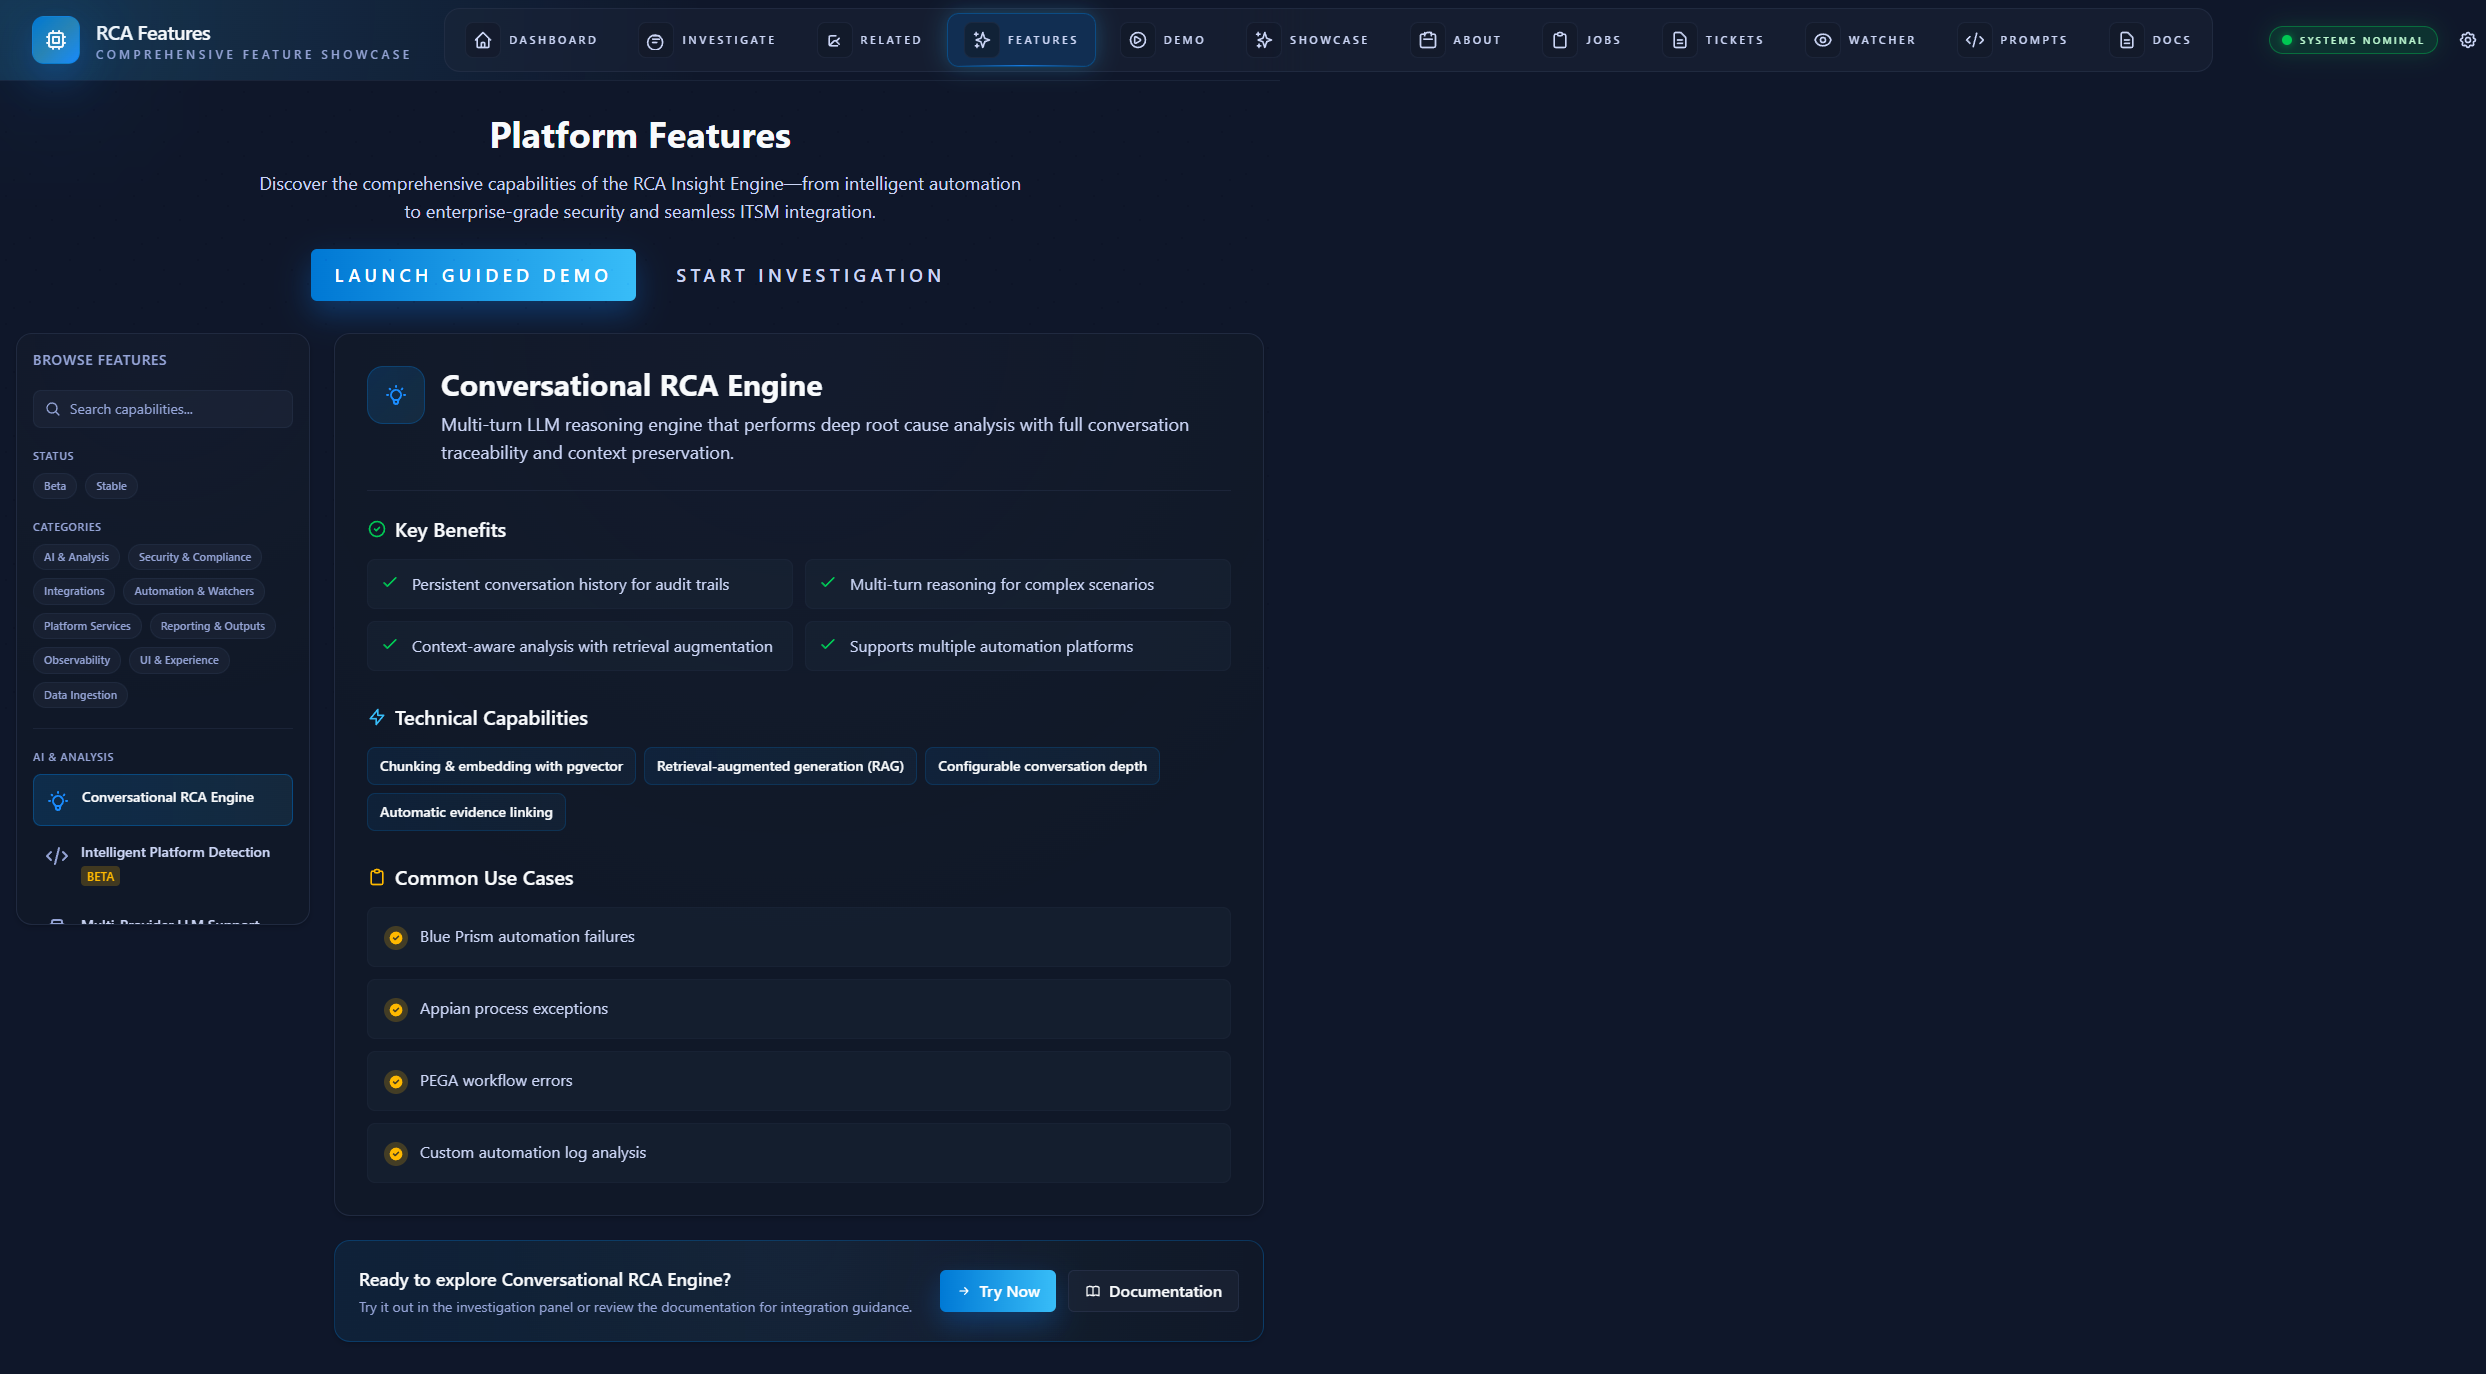 RCA Features
COMPREHENSIVE FEATURE SHOWCASE
DASHBOARD
INVESTIGATE
RELATED
FEATURES
DEMO
SHOWCASE
ABOUT
JOBS
TICKETS
WATCHER
PROMPTS
DOCS
SYSTEMS NOMINAL
Platform Features
Discover the comprehensive capabilities of the RCA Insight Engine—from intelligent automation
to enterprise-grade security and seamless ITSM integration.
LAUNCH GUIDED DEMO
START INVESTIGATION
BROWSE FEATURES
Search capabilities...
STATUS
Beta
Stable
CATEGORIES
AI & Analysis
Security & Compliance
Integrations
Automation & Watchers
Platform Services
Reporting & Outputs
Observability
UI & Experience
Data Ingestion
AI & ANALYSIS
Conversational RCA Engine
Intelligent Platform Detection
BETA
Multi-Provider LLM Support
Conversational RCA Engine
Multi-turn LLM reasoning engine that performs deep root cause analysis with full conversation
traceability and context preservation.
Key Benefits
Persistent conversation history for audit trails
Multi-turn reasoning for complex scenarios
Context-aware analysis with retrieval augmentation
Supports multiple automation platforms
Technical Capabilities
Chunking & embedding with pgvector
Retrieval-augmented generation (RAG)
Configurable conversation depth
Automatic evidence linking
Common Use Cases
Blue Prism automation failures
Appian process exceptions
PEGA workflow errors
Custom automation log analysis
Ready to explore Conversational RCA Engine?
Try it out in the investigation panel or review the documentation for integration guidance.
Try Now
Documentation